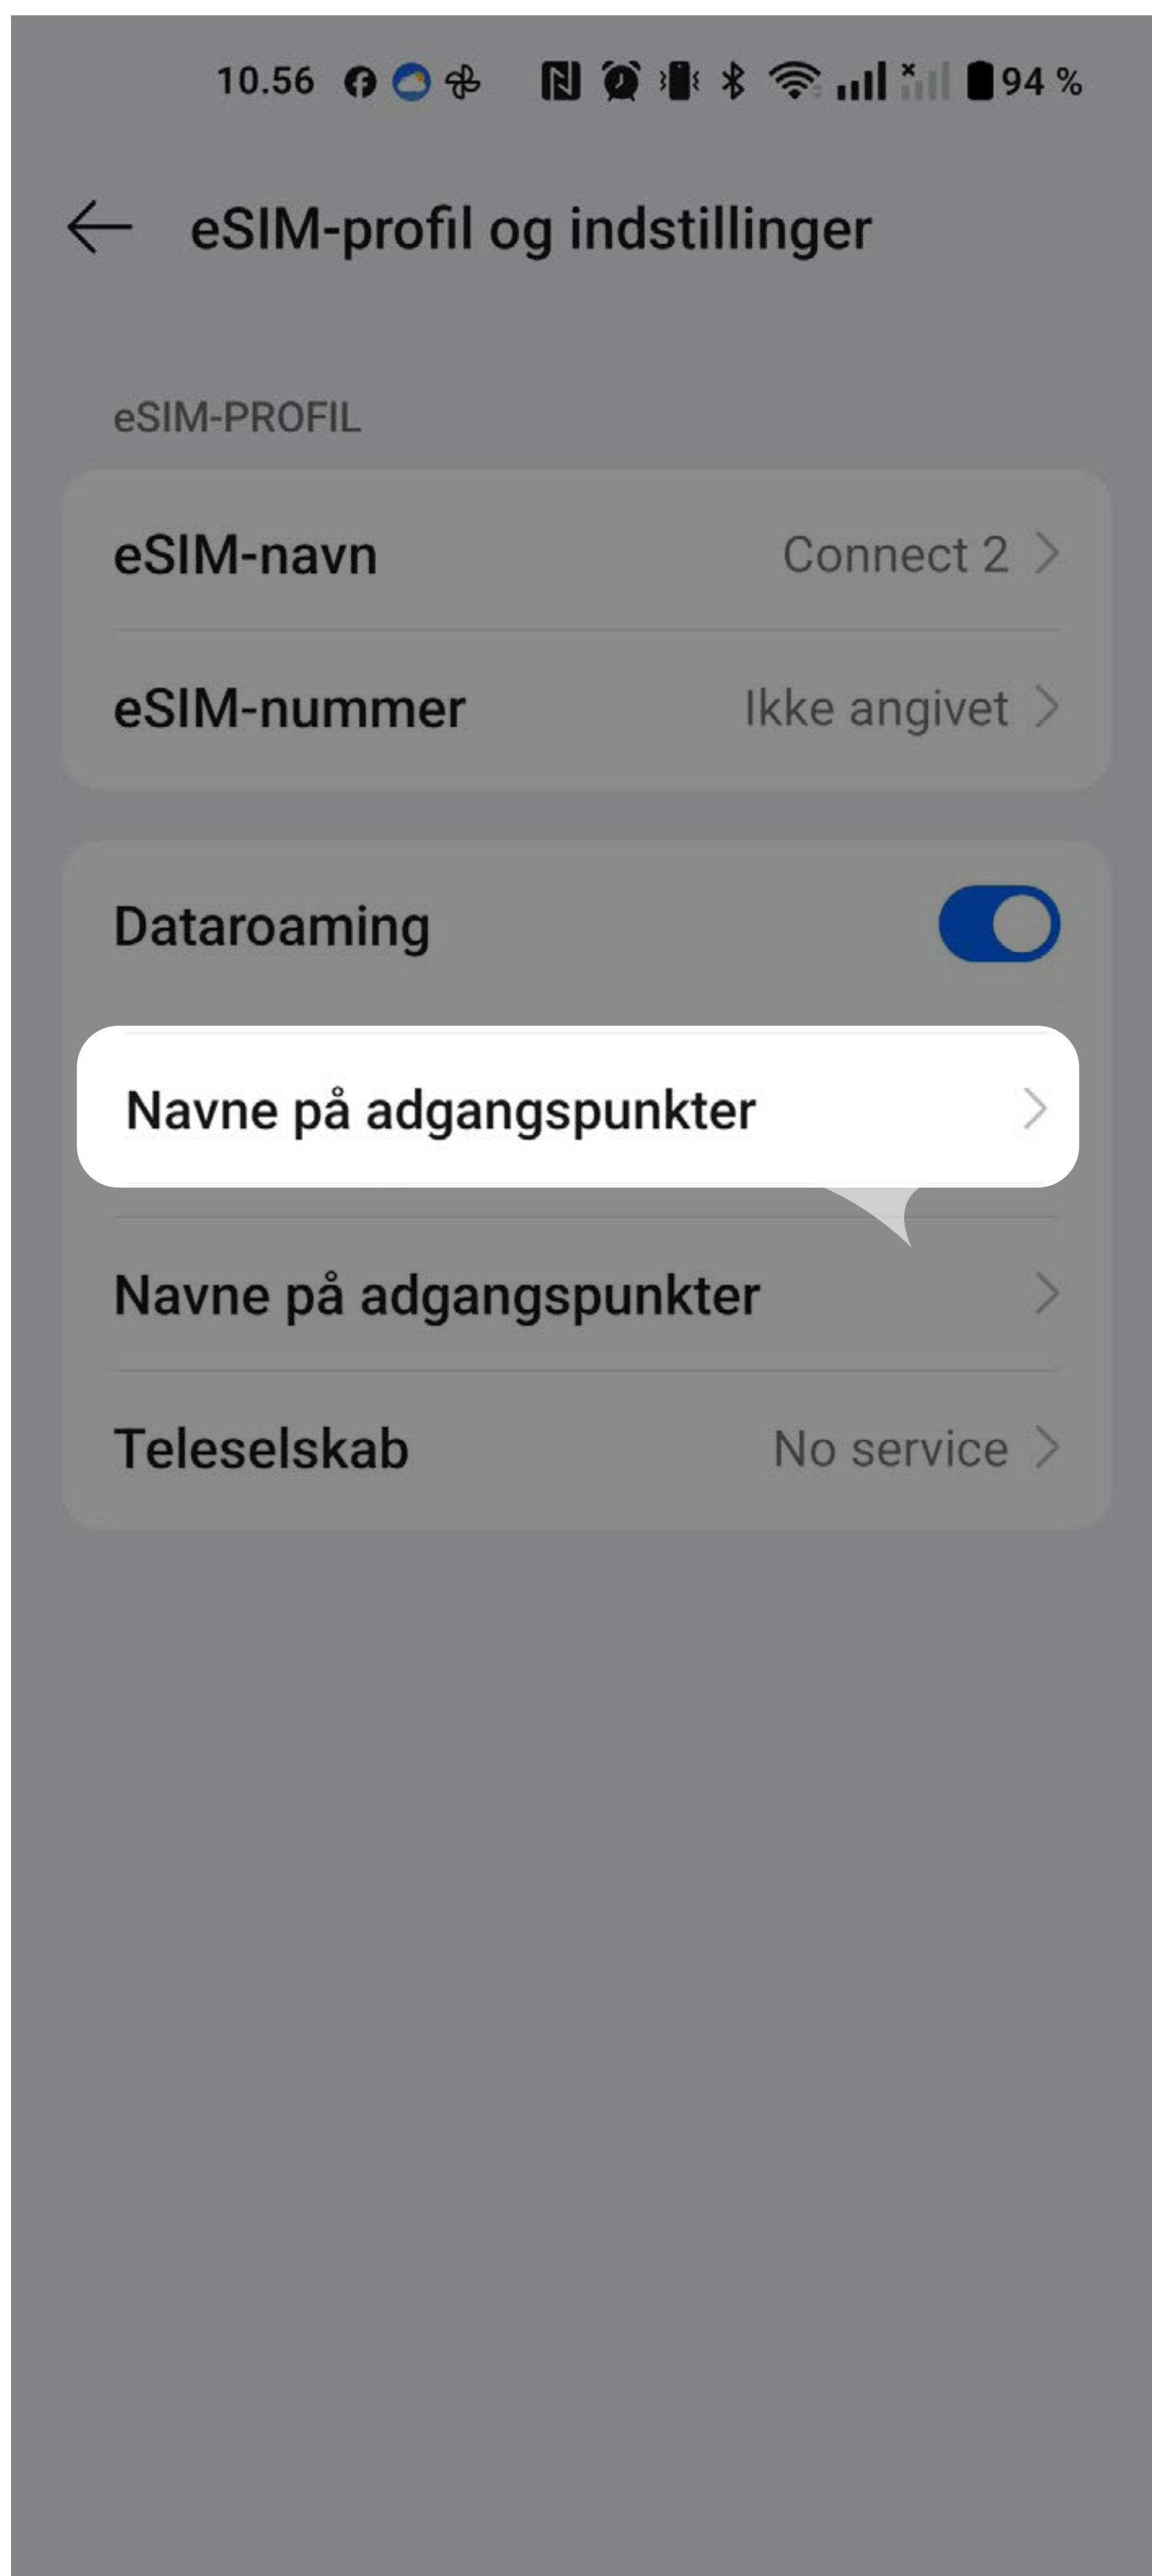 10.56 94 %
eSIM-profil og indstillinger
eSIM-PROFIL
eSIM-navn Connect 2
eSIM-nummer Ikke angivet
Dataroaming
Navne på adgangspunkter
Navne på adgangspunkter
Teleselskab No service